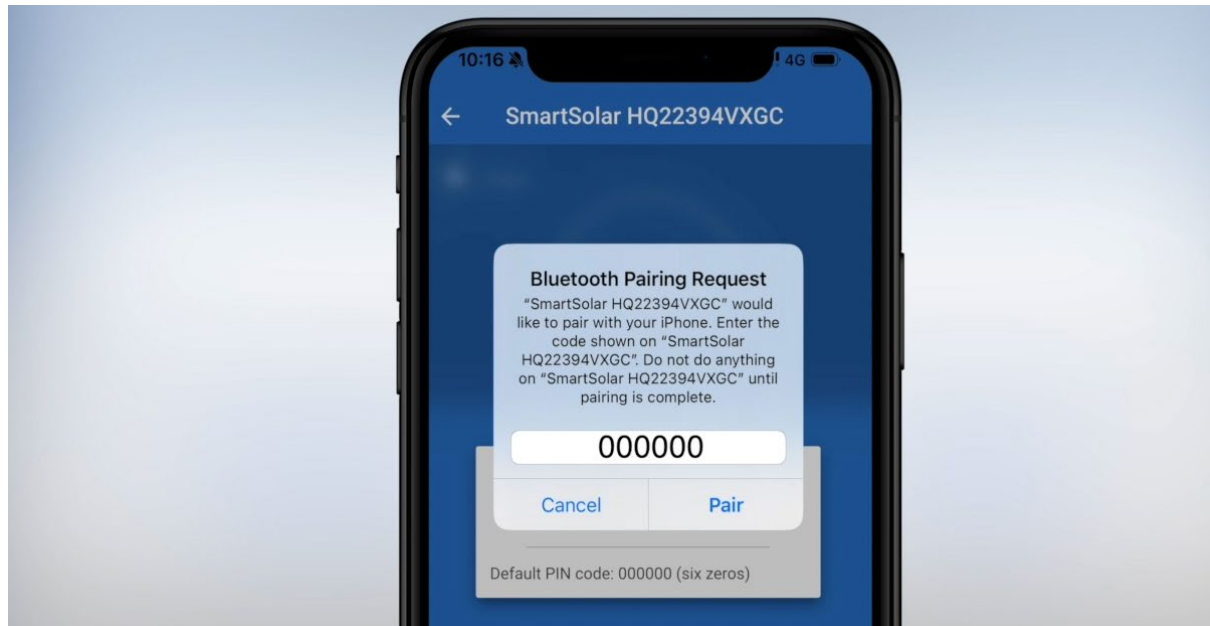 10:16
4G
SmartSolar HQ22394VXGC
Bluetooth Pairing Request
“SmartSolar HQ22394VXGC” would
like to pair with your iPhone. Enter the
code shown on “SmartSolar
HQ22394VXGC”. Do not do anything
on “SmartSolar HQ22394VXGC” until
pairing is complete.
000000
Cancel
Pair
Default PIN code: 000000 (six zeros)